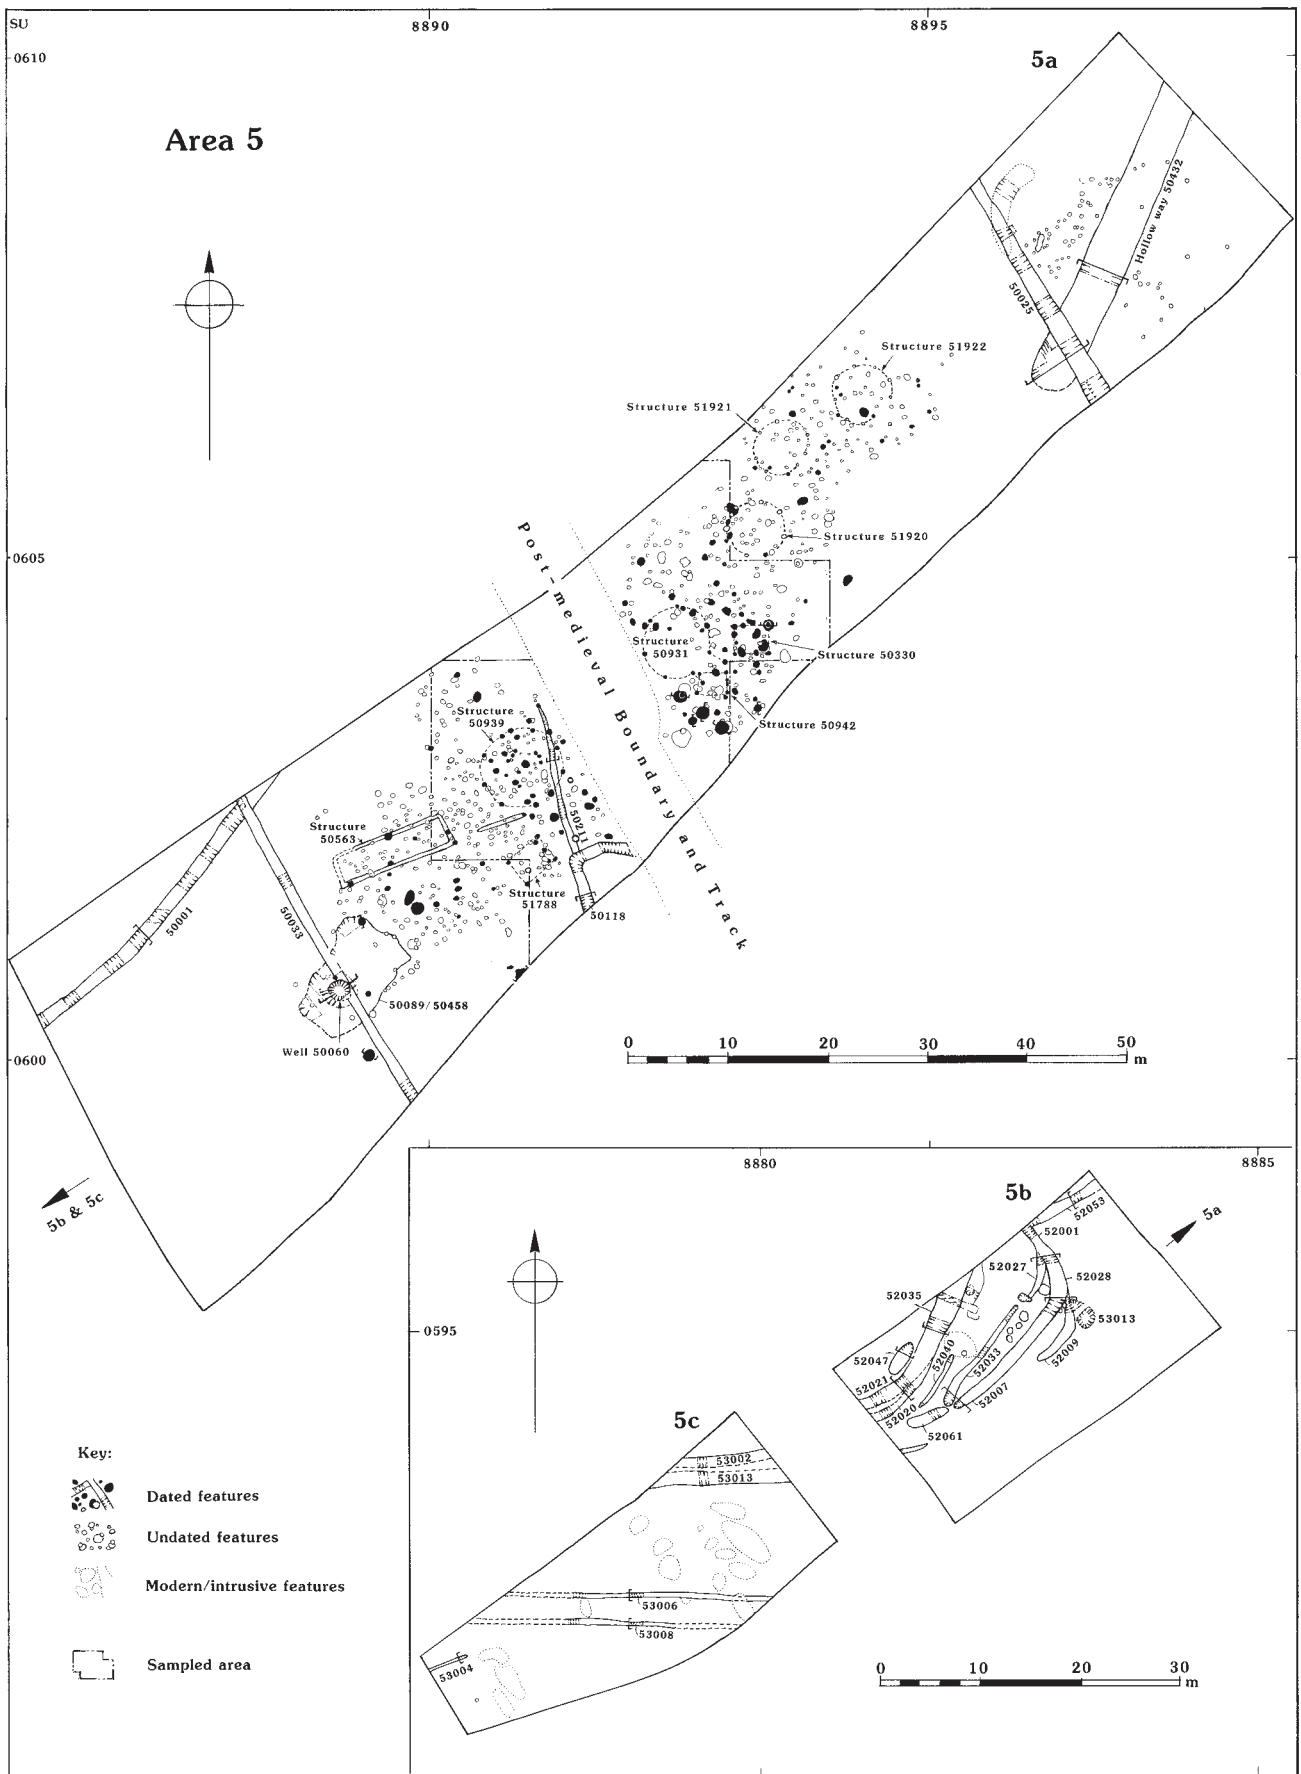 SU
8890
8895
0610
5a
Area 5
Hollow way 50432
50025
Structure 51922
Structure 51921
Structure 51920
0605
Post-medieval Boundary and Track
Structure
50931
Structure 50330
Structure 50942
Structure
50939
50211
Structure
50563
Structure
51788
50118
50001
50033
50089/50458
Well 50060
0600
0 10 20 30 40 50 m
5b & 5c
8880
8885
5b
5a
52053
52001
52027
52028
52035
53013
52009
52047
52040
52033
52021
52020
52007
52061
0595
5c
53002
53013
53006
53008
53004
Key:
Dated features
Undated features
Modern/intrusive features
Sampled area
0 10 20 30 m